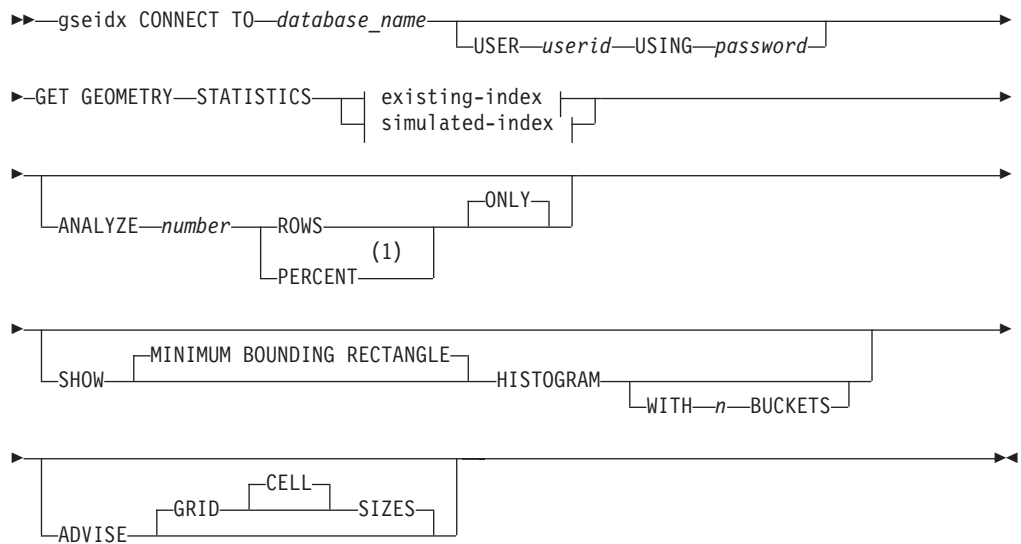 gseidx CONNECT TO database_name
USER userid USING password
GET GEOMETRY STATISTICS existing-index
simulated-index
ONLY
ANALYZE number ROWS
(1)
PERCENT
MINIMUM BOUNDING RECTANGLE
SHOW HISTOGRAM
WITH n BUCKETS
CELL
GRID SIZES
ADVISE